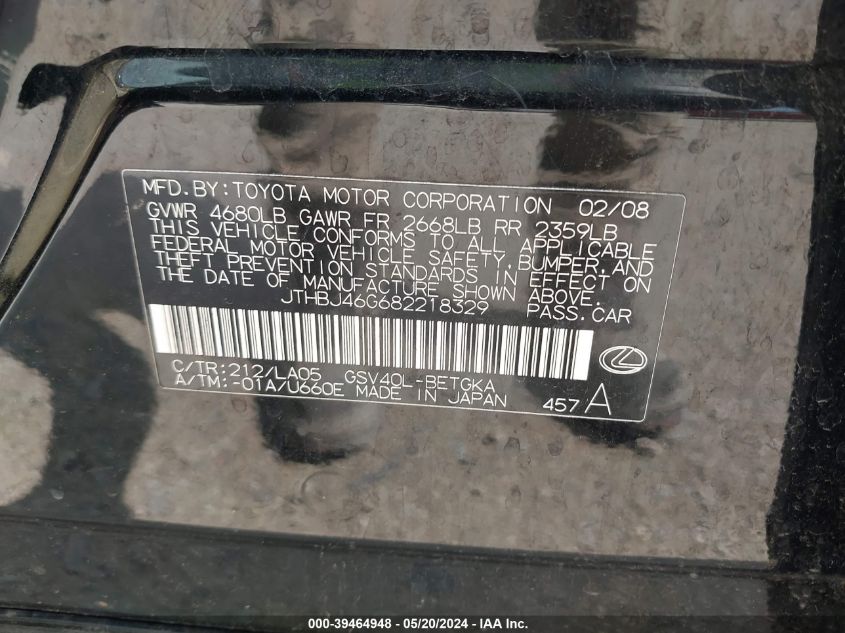 MFD.BY:TOYOTA MOTOR CORPORATION 02/08
GVWR 4680LB GAWR FR 2668LB RR 2359LB
THIS VEHICLE CONFORMS TO ALL APPLICABLE
FEDERAL MOTOR VEHICLE SAFETY,BUMPER,AND
THEFT PREVENTION STANDARDS IN EFFECT ON
THE DATE OF MANUFACTURE SHOWN ABOVE.
JTHBJ46G682218329 PASS.CAR
C/TR:212/LA05 GSV40L-BETGKA
A/TM:-01A/U660E MADE IN JAPAN 457 A
000-39464948 - 05/20/2024 - IAA Inc.